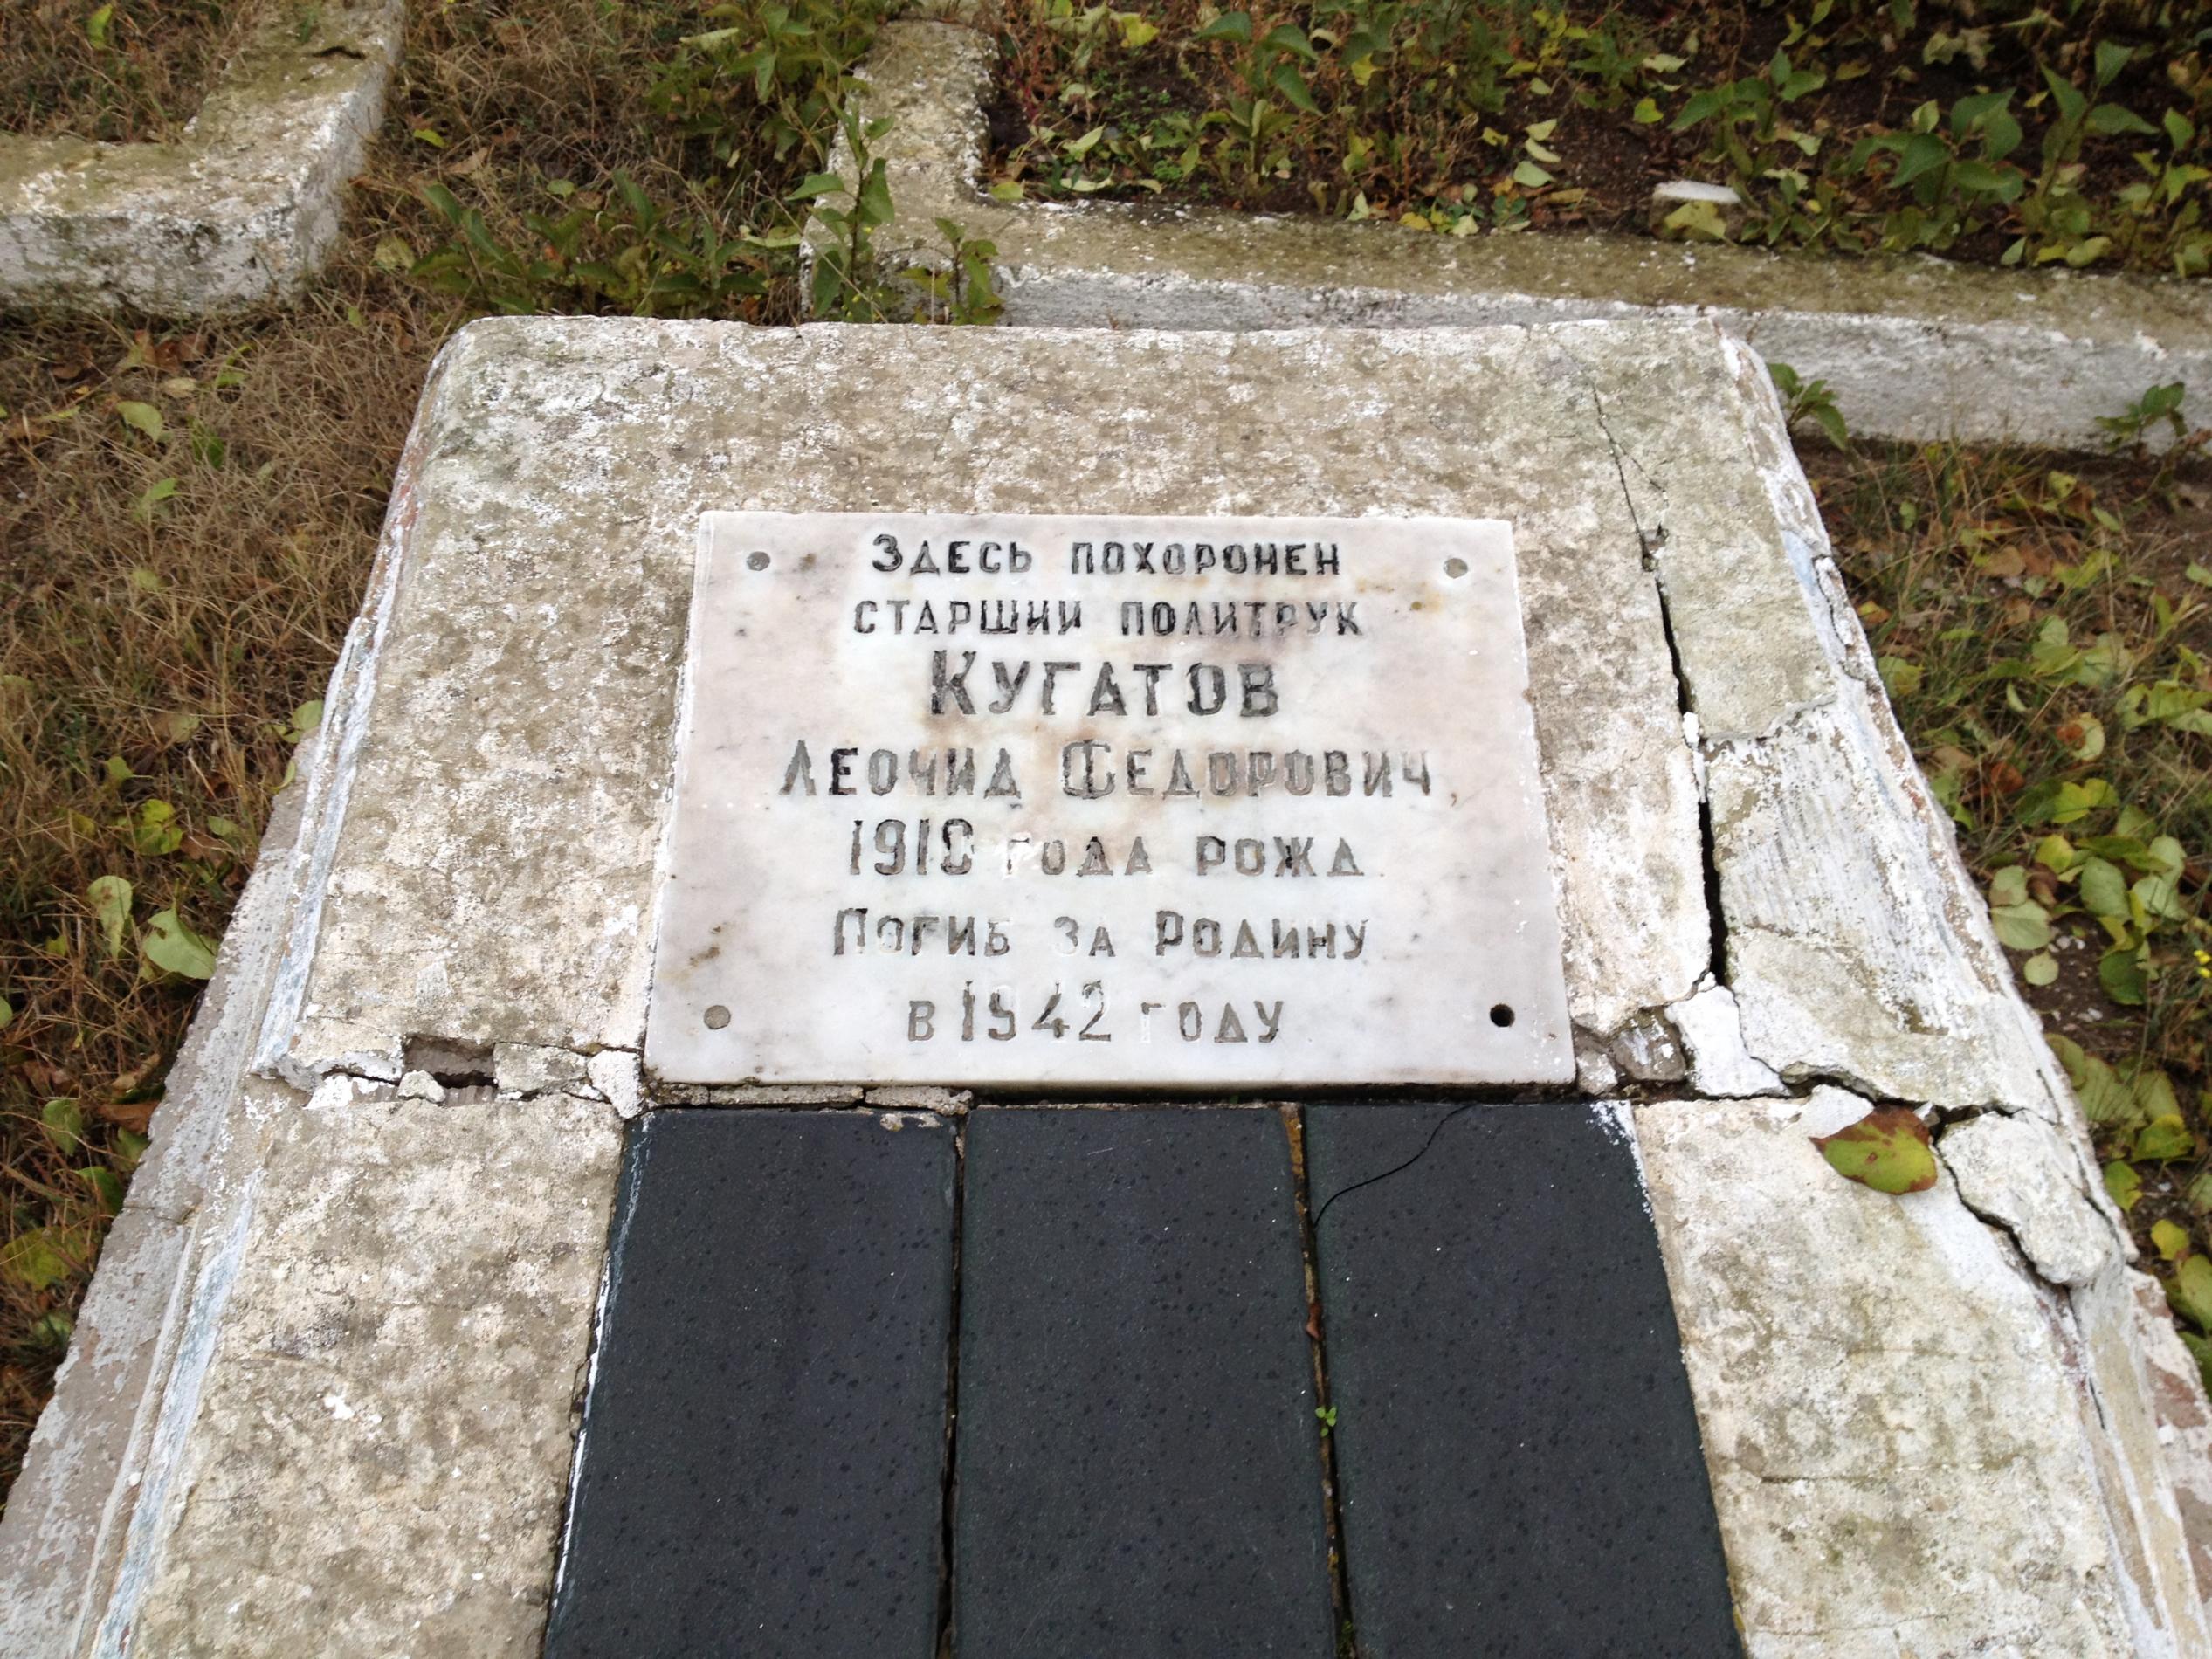 Здесь похоронен
старший политрук
Кугатов
Леонид Федорович,
1910 года рожд.
Погиб за Родину
в 1942 году